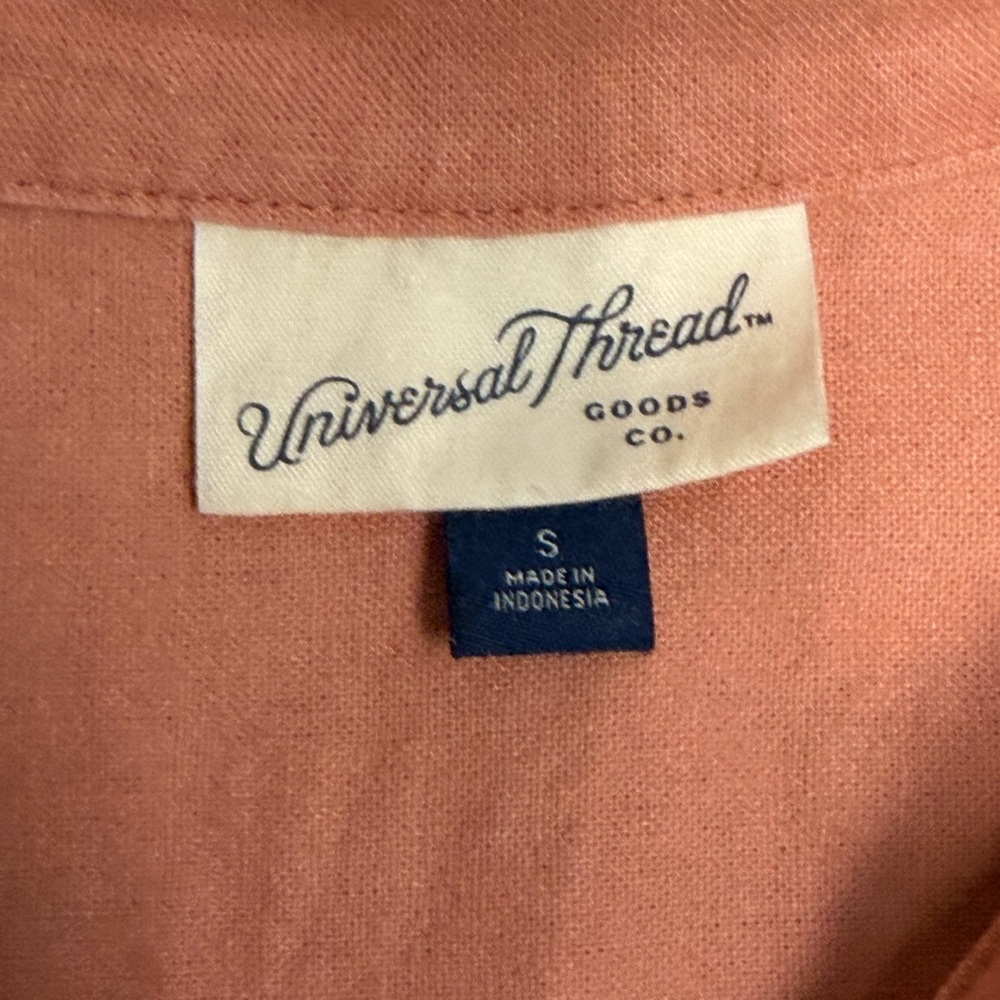 Universal Thread™
GOODS
CO.
S
MADE IN
INDONESIA